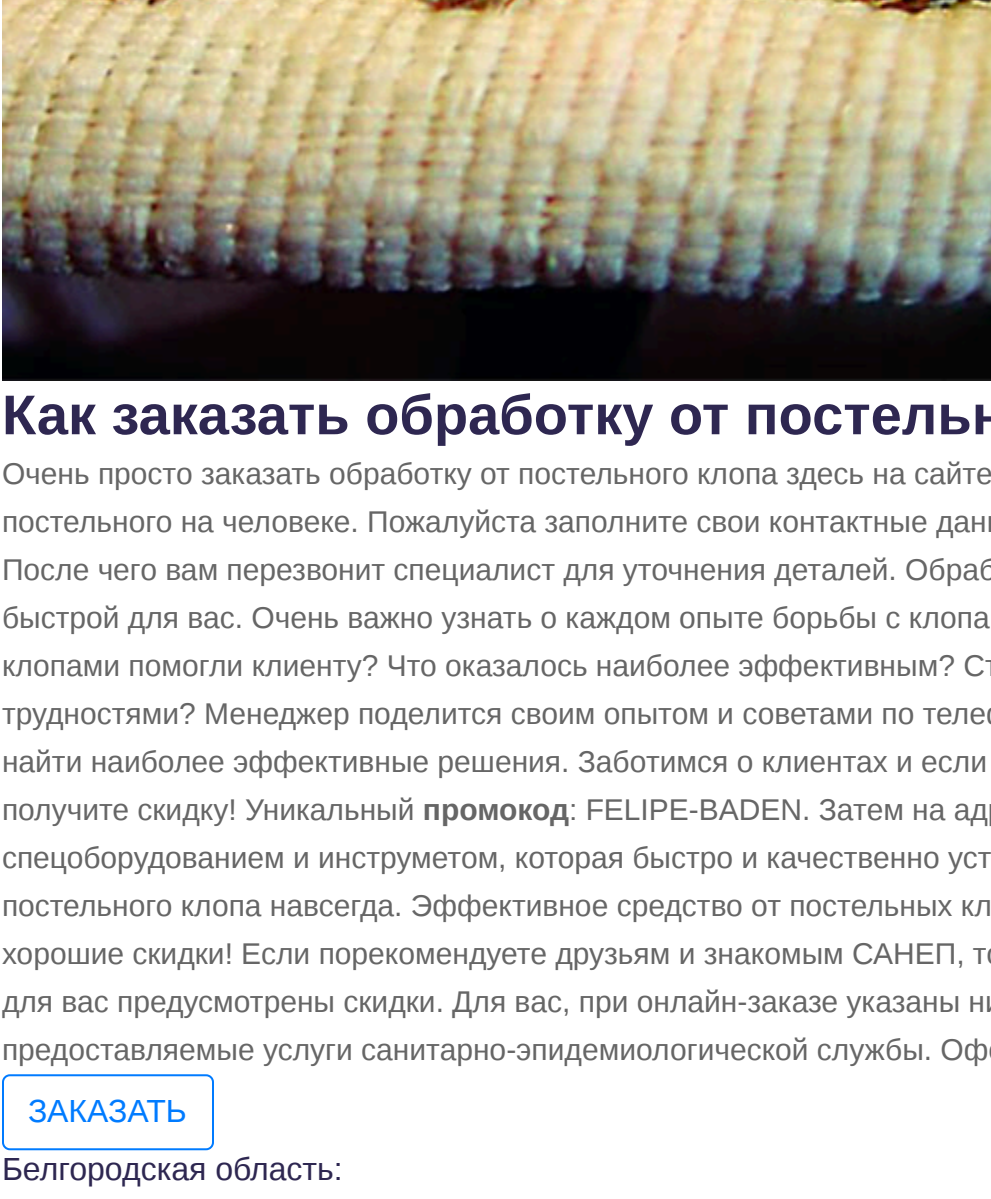 Как заказать обработку от постельн
Очень просто заказать обработку от постельного клопа здесь на сайте
постельного на человеке. Пожалуйста заполните свои контактные дан
После чего вам перезвонит специалист для уточнения деталей. Обраб
быстрой для вас. Очень важно узнать о каждом опыте борьбы с клопа
клопами помогли клиенту? Что оказалось наиболее эффективным? Ст
трудностями? Менеджер поделится своим опытом и советами по теле
найти наиболее эффективные решения. Заботимся о клиентах и если
получите скидку! Уникальный промокод: FELIPE-BADEN. Затем на ад
спецоборудованием и инструметом, которая быстро и качественно уст
постельного клопа навсегда. Эффективное средство от постельных кл
хорошие скидки! Если порекомендуете друзьям и знакомым САНЕП, то
для вас предусмотрены скидки. Для вас, при онлайн-заказе указаны ни
предоставляемые услуги санитарно-эпидемиологической службы. Оф
ЗАКАЗАТЬ
Белгородская область: